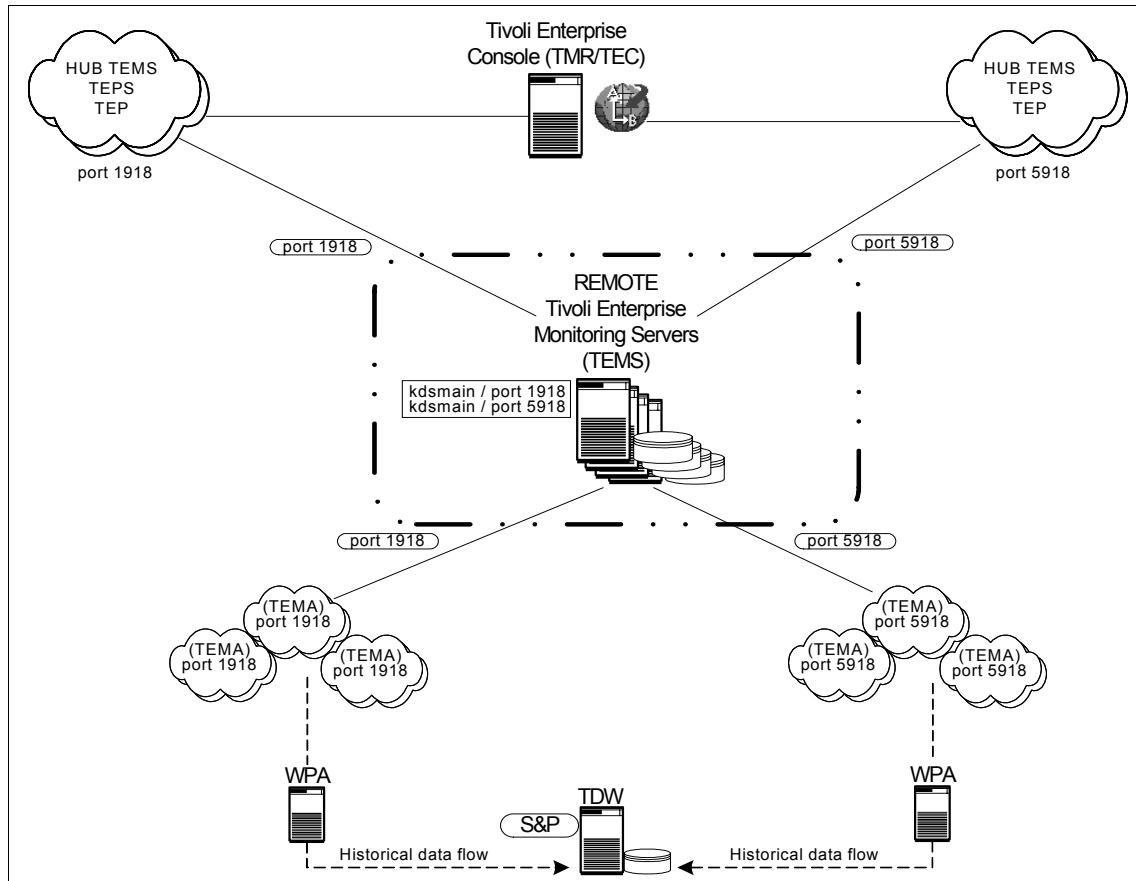 Tivoli Enterprise
Console (TMR/TEC)
HUB TEMS
TEPS
TEP
port 1918
A
B
HUB TEMS
TEPS
TEP
port 5918
port 1918
port 5918
REMOTE
Tivoli Enterprise
Monitoring Servers
(TEMS)
kdsmain / port 1918
kdsmain / port 5918
port 1918
port 5918
(TEMA)
port 1918
(TEMA)
port 1918
(TEMA)
port 1918
(TEMA)
port 5918
(TEMA)
port 5918
(TEMA)
port 5918
WPA
WPA
TDW
S&P
Historical data flow
Historical data flow